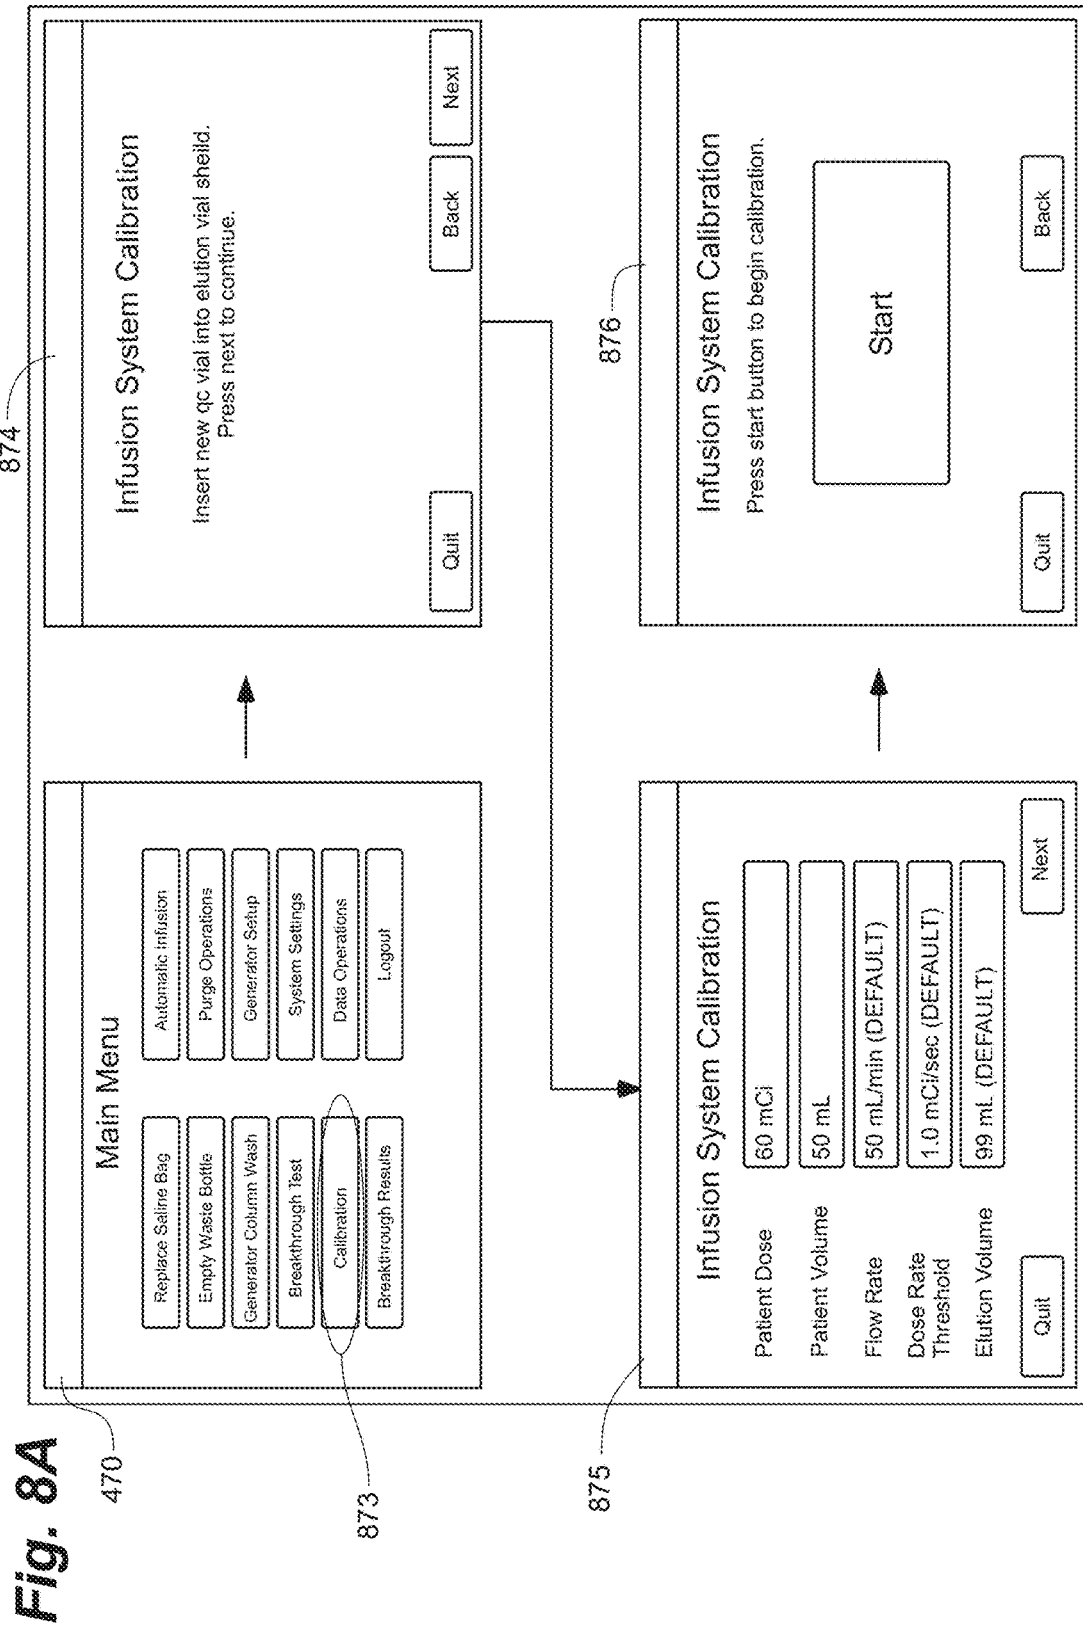 Fig. 8A
470
Main Menu
Replace Saline Bag
Automatic Infusion
Empty Waste Bottle
Purge Operations
Generator Column Wash
Generator Setup
Breakthrough Test
System Settings
Calibration
Data Operations
Breakthrough Results
Logout
873
874
Infusion System Calibration
Insert new qc vial into elution vial sheild.
Press next to continue.
Quit
Back
Next
875
Infusion System Calibration
Patient Dose
60 mCi
Patient Volume
50 mL
Flow Rate
50 mL/min (DEFAULT)
Dose Rate
Threshold
1.0 mCi/sec (DEFAULT)
Elution Volume
99 mL (DEFAULT)
Quit
Next
876
Infusion System Calibration
Press start button to begin calibration.
Start
Quit
Back